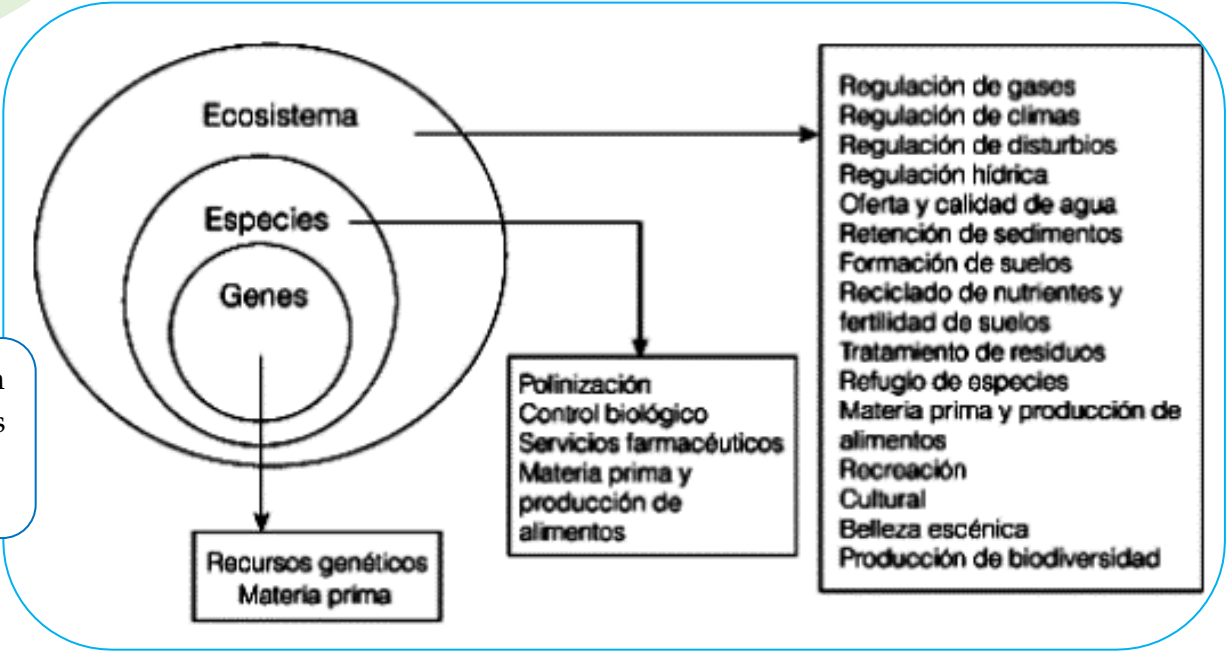 Ecosistema
Especies
Genes
Recursos genéticos
Materia prima
Polinización
Control biológico
Servicios farmacéuticos
Materia prima y
producción de
alimentos
Regulación de gases
Regulación de climas
Regulación de disturbios
Regulación hídrica
Oferta y calidad de agua
Retención de sedimentos
Formación de suelos
Reciclado de nutrientes y
fertilidad de suelos
Tratamiento de residuos
Refugio de especies
Materia prima y producción de
alimentos
Recreación
Cultural
Belleza escénica
Producción de biodiversidad